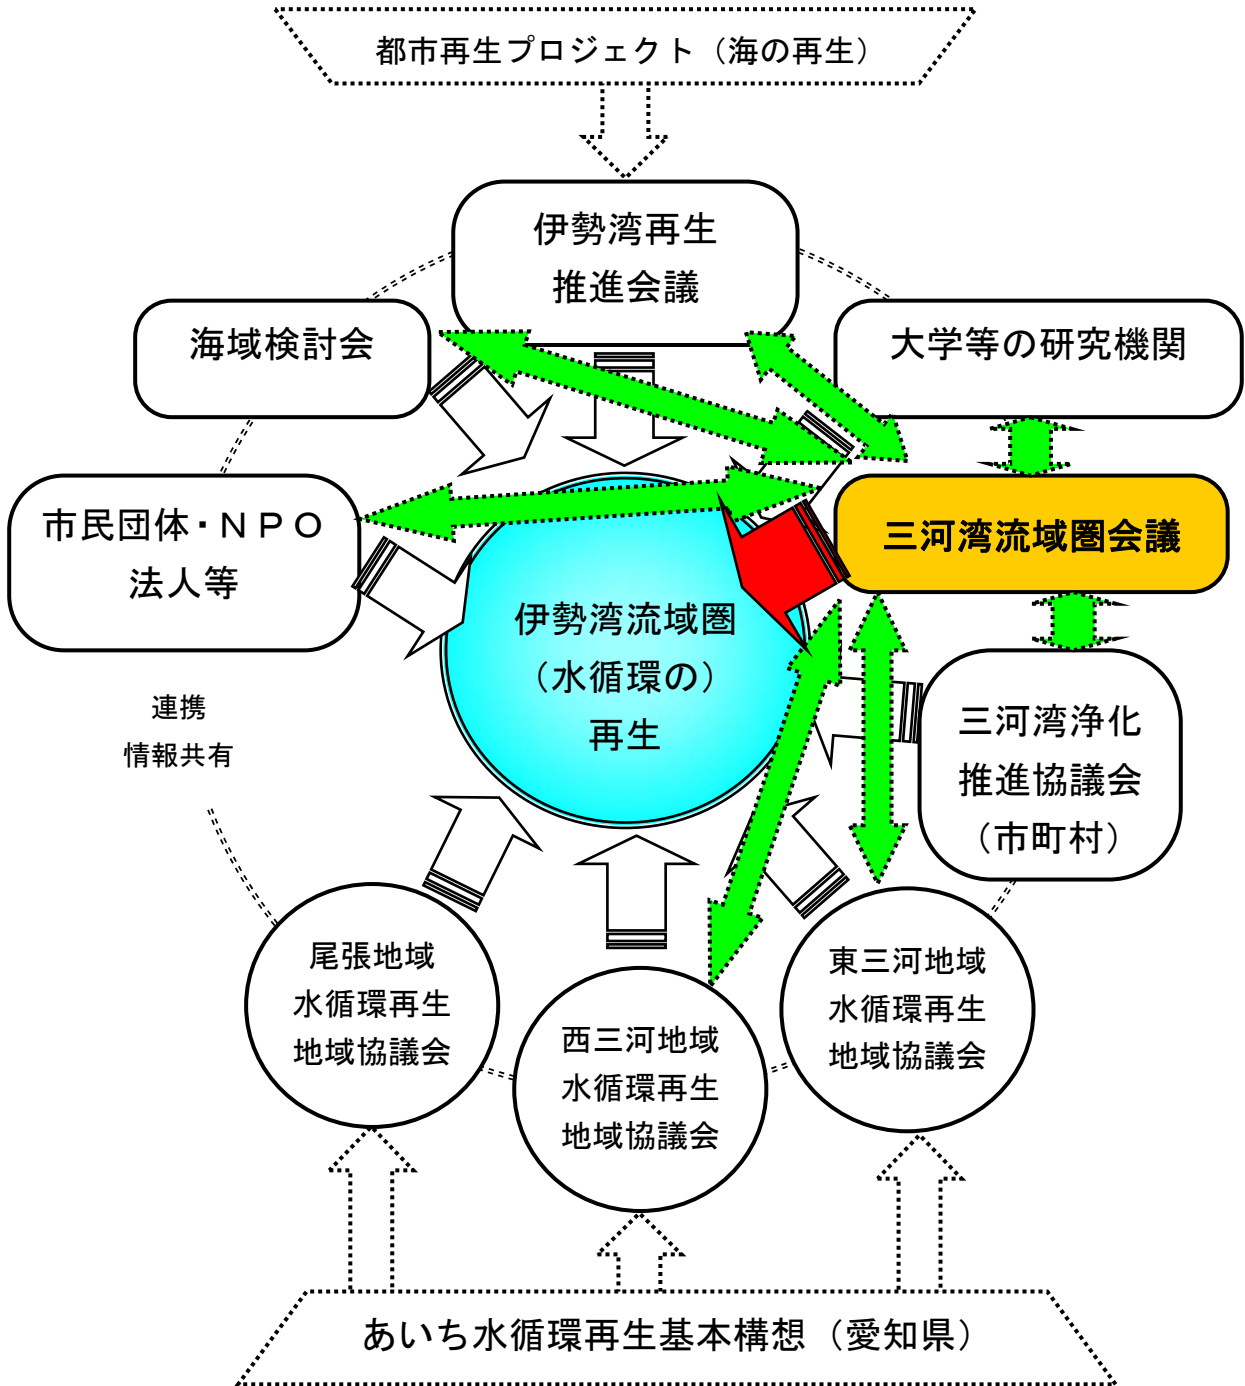 都市再生プロジェクト（海の再生）
伊勢湾再生
推進会議
海域検討会
大学等の研究機関
市民団体・ＮＰＯ
法人等
三河湾流域圏会議
伊勢湾流域圏
（水循環の）
再生
連携
情報共有
三河湾浄化
推進協議会
（市町村）
尾張地域
水循環再生
地域協議会
西三河地域
水循環再生
地域協議会
東三河地域
水循環再生
地域協議会
あいち水循環再生基本構想（愛知県）